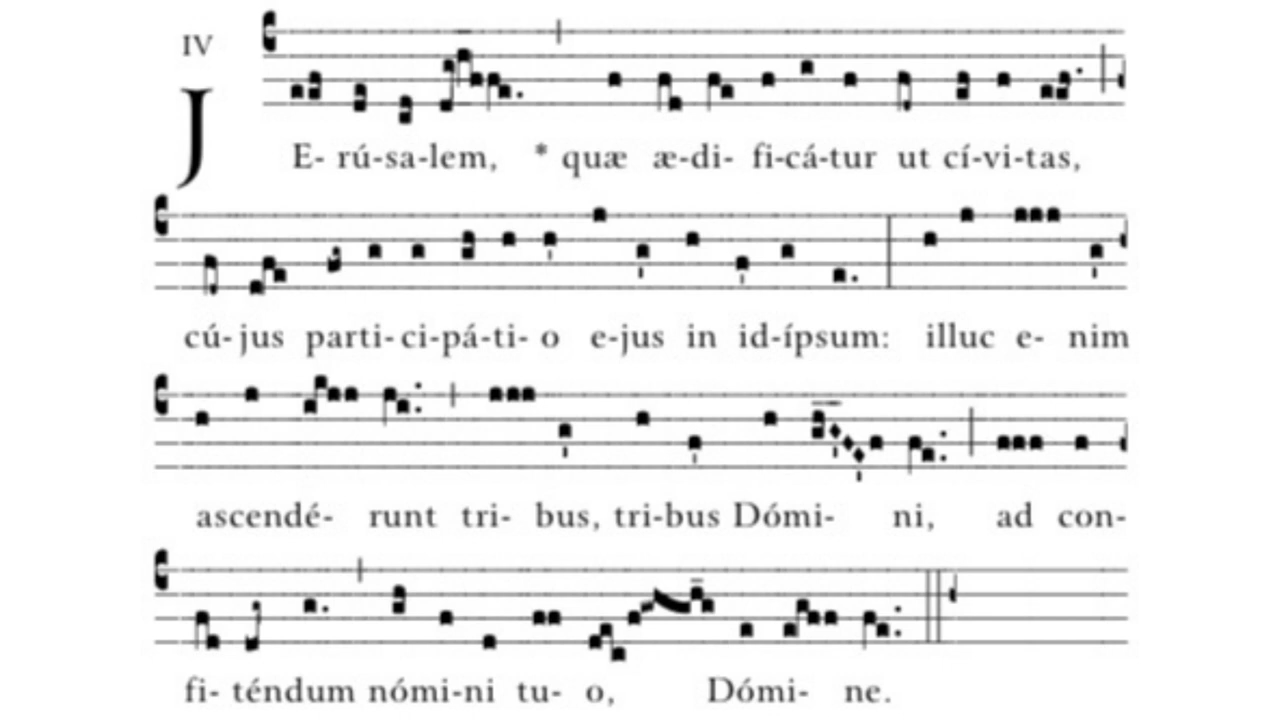 IV
JE- rú-sa-lem, * quæ æ-di- fi-cá-tur ut cí-vi-tas,
cú-jus parti-ci-pá-ti- o e-jus in id-ípsum: illuc e- nim
ascendé- runt tri- bus, tri-bus Dómi- ni, ad con-
fi- téndum nómi-ni tu- o, Dómi- ne.